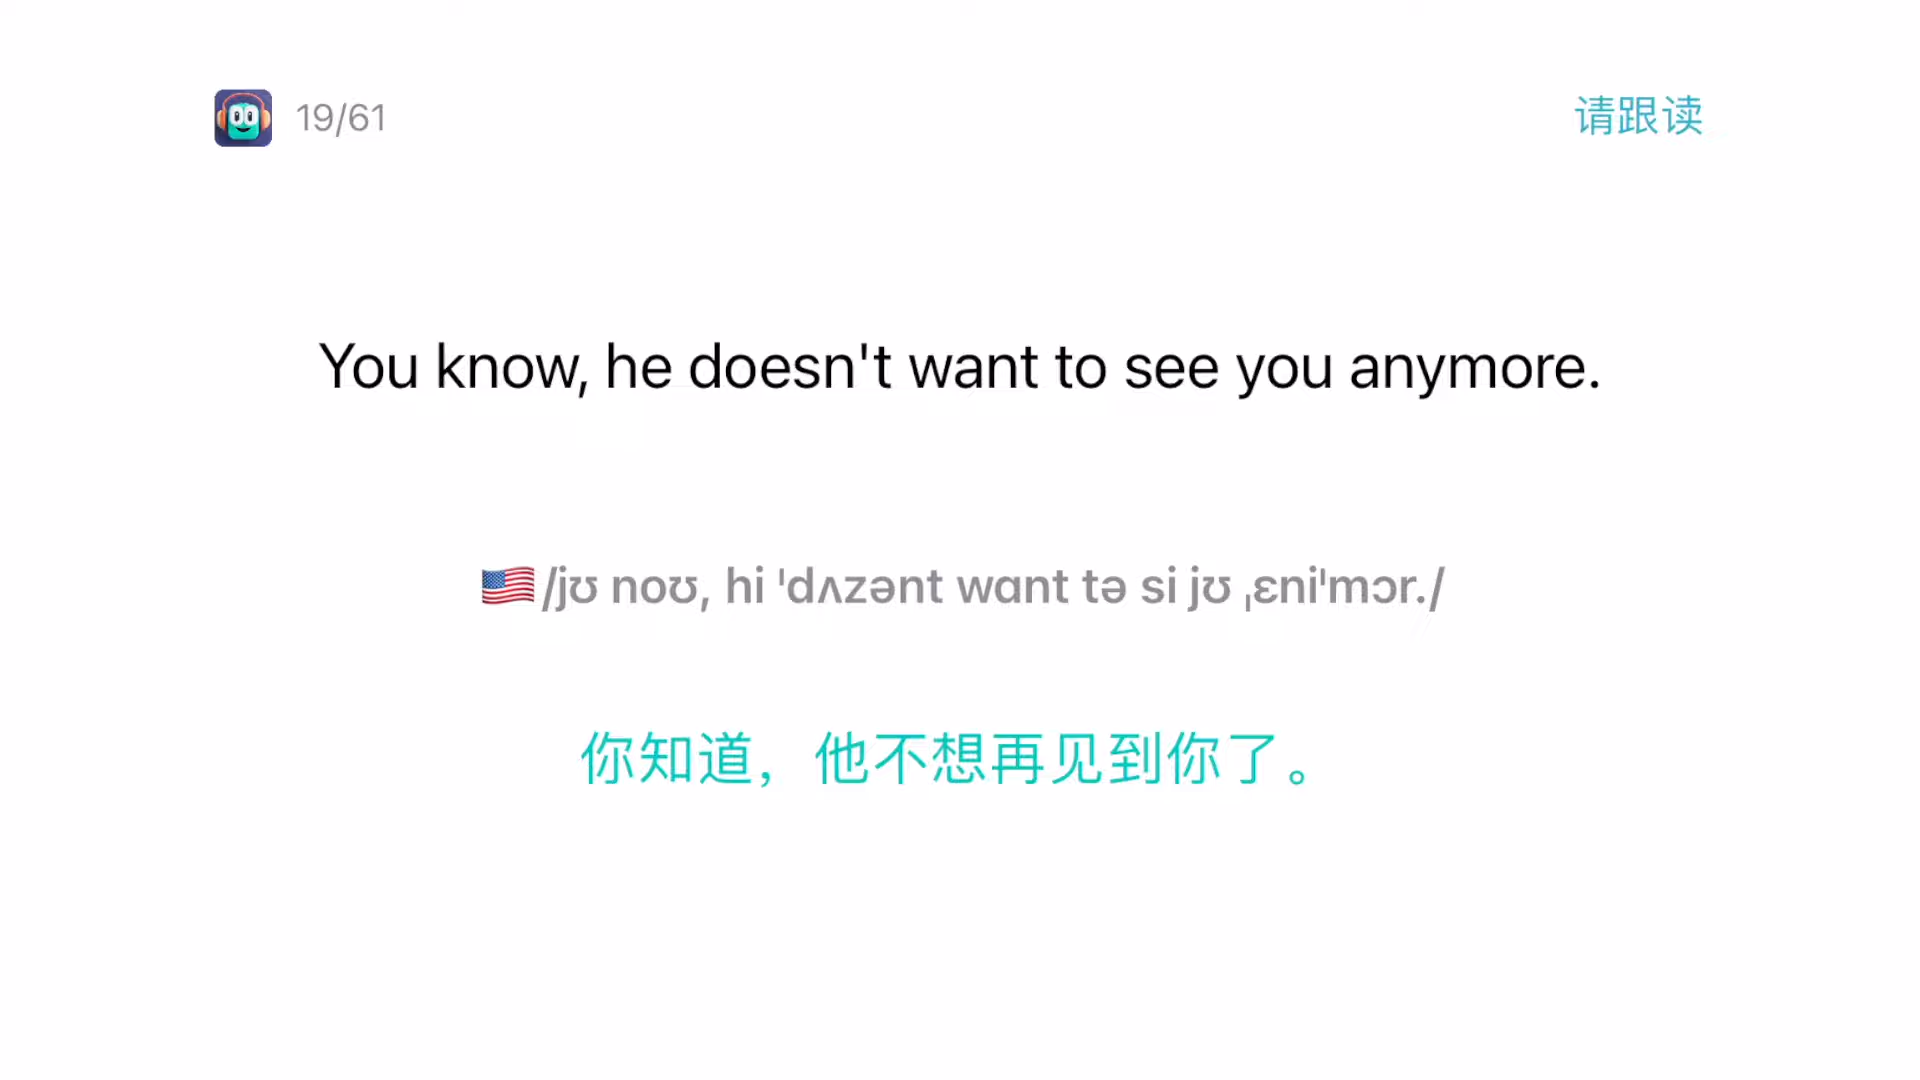 19/61
请跟读
You know, he doesn't want to see you anymore.
/jʊ noʊ, hi ˈdʌzənt wɑnt tə si jʊ ˌɛniˈmɔr./
你知道，他不想再见到你了。